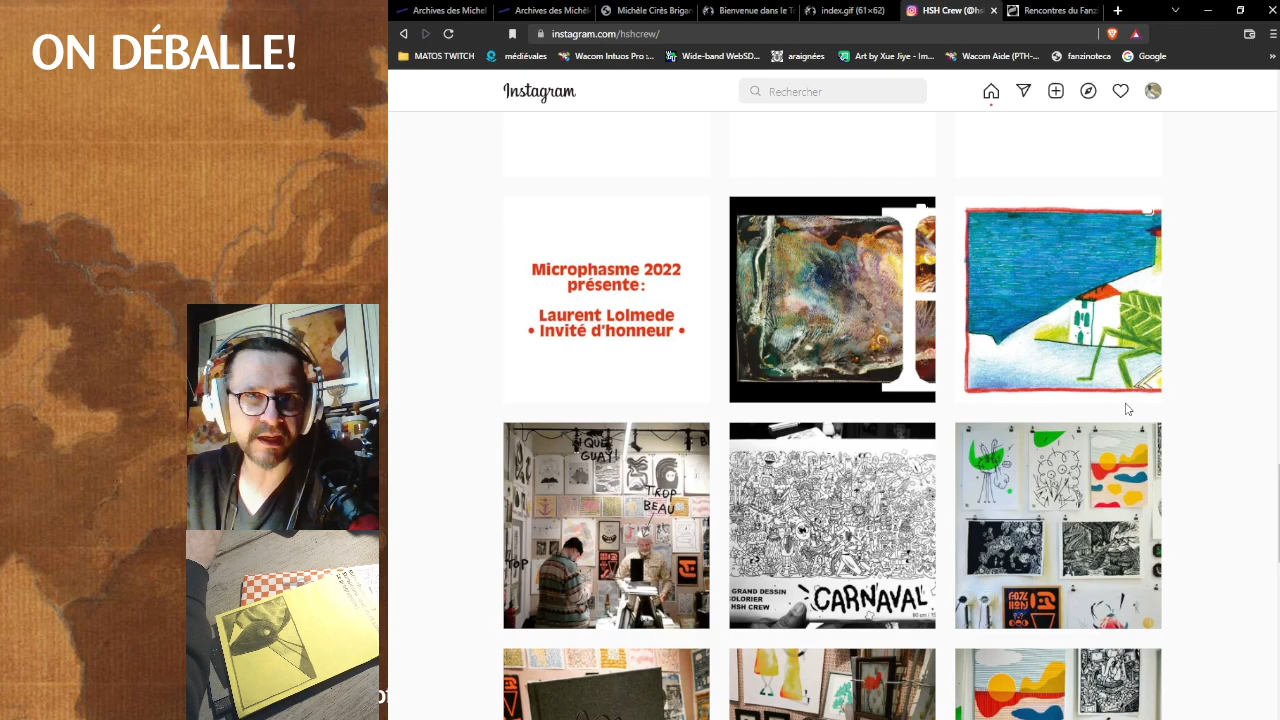 ON DÉBALLE!
Archives des Michel
Archives des Michèl
Michèle Cirès Brigan
Bienvenue dans le T
index.gif (61×62)
HSH Crew (@hsh
Rencontres du Fanz
instagram.com/hshcrew/
MATOS TWITCH
médiévales
Wacom Intuos Pro :...
Wide-band WebSD...
araignées
Art by Xue Jiye - Im...
Wacom Aide (PTH-...
fanzinoteca
Google
Instagram
Rechercher
Microphasme 2022
présente:
Laurent Lolmede
• Invité d'honneur •
¡QUE
GUAY!
TROP
BEAU
TOP
GRAND DESSIN
COLORIER
HSH CREW
CARNAVAL